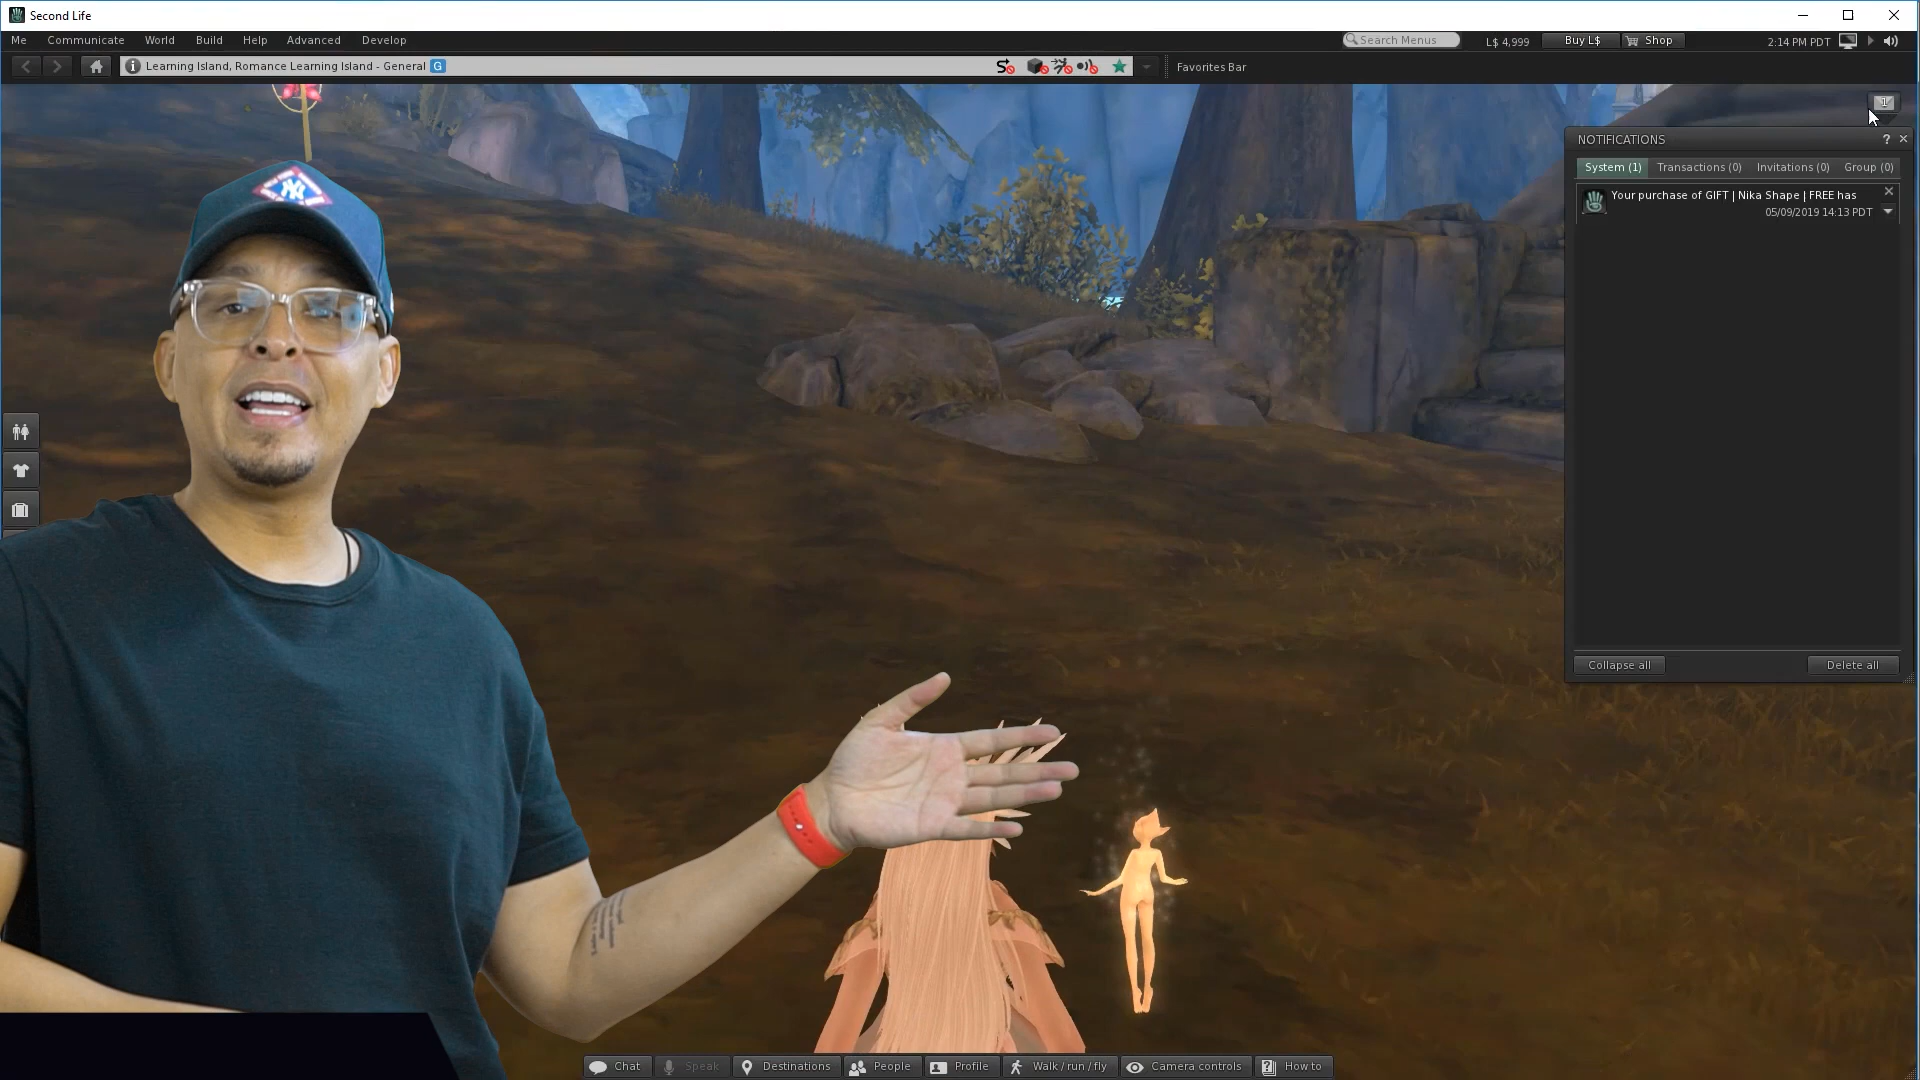 Second Life
Me Communicate World Build Help Advanced Develop
Search Menus
L$ 4,999
Buy L$
Shop
2:14 PM PDT
Learning Island, Romance Learning Island - General G
Favorites Bar
NY
1
NOTIFICATIONS
?
System (1) Transactions (0) Invitations (0) Group (0)
Your purchase of GIFT | Nika Shape | FREE has
05/09/2019 14:13 PDT
Collapse all Delete all
Chat Speak Destinations People Profile Walk / run / fly Camera controls How to